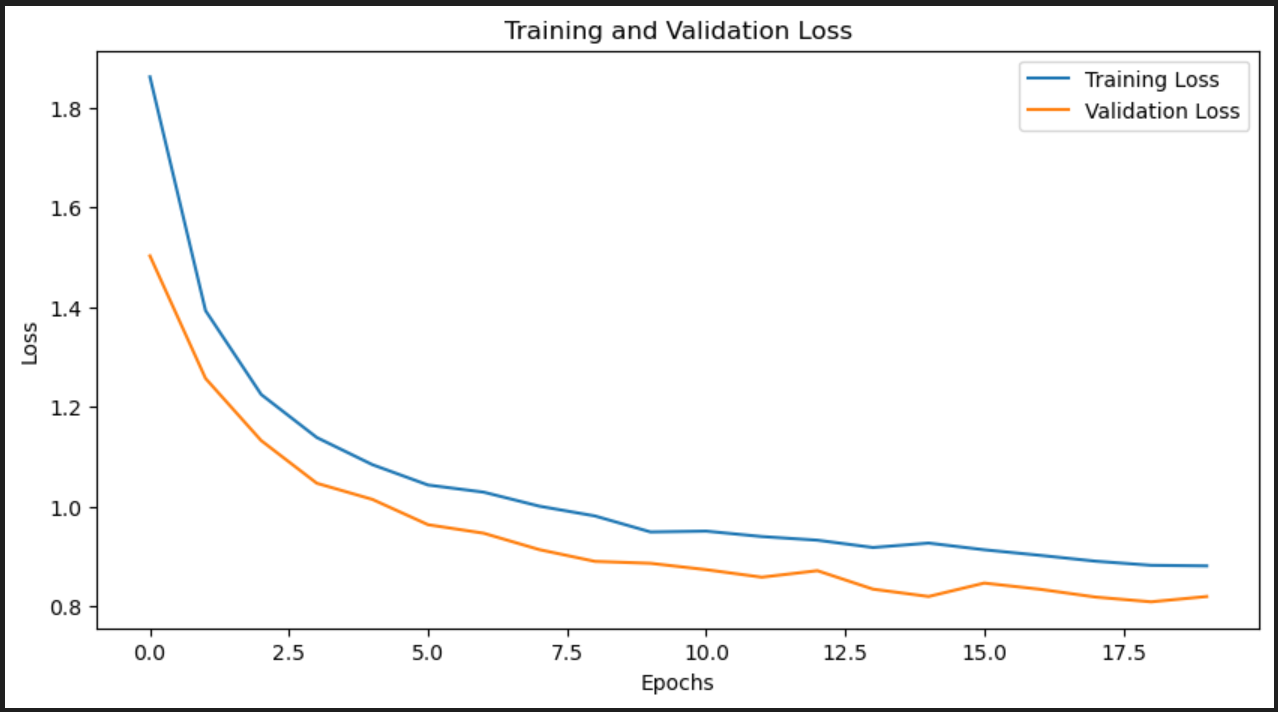 Training and Validation Loss
Training Loss
Validation Loss
1.8
1.6
1.4
1.2
1.0
0.8
Loss
0.0 2.5 5.0 7.5 10.0 12.5 15.0 17.5
Epochs